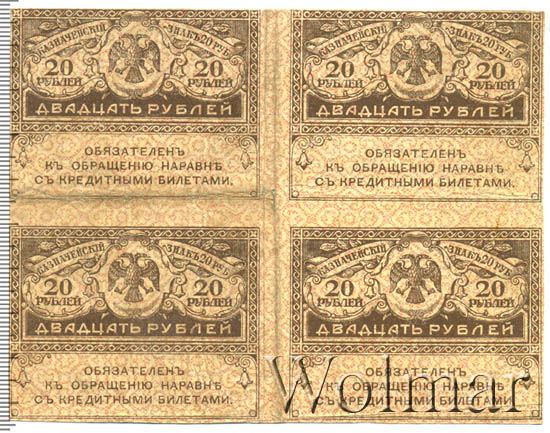 КАЗНАЧЕЙСКІЙ ЗНАКЪ 20 РУБ.
20 РУБЛЕЙ 20 РУБЛЕЙ
ДВАДЦАТЬ РУБЛЕЙ
ОБЯЗАТЕЛЕНЪ
КЪ ОБРАЩЕНІЮ НАРАВНѢ
СЪ КРЕДИТНЫМИ БИЛЕТАМИ.
КАЗНАЧЕЙСКІЙ ЗНАКЪ 20 РУБ.
20 РУБЛЕЙ 20 РУБЛЕЙ
ДВАДЦАТЬ РУБЛЕЙ
ОБЯЗАТЕЛЕНЪ
КЪ ОБРАЩЕНІЮ НАРАВНѢ
СЪ КРЕДИТНЫМИ БИЛЕТАМИ.
КАЗНАЧЕЙСКІЙ ЗНАКЪ 20 РУБ.
20 РУБЛЕЙ 20 РУБЛЕЙ
ДВАДЦАТЬ РУБЛЕЙ
ОБЯЗАТЕЛЕНЪ
КЪ ОБРАЩЕНІЮ НАРАВНѢ
СЪ КРЕДИТНЫМИ БИЛЕТАМИ.
КАЗНАЧЕЙСКІЙ ЗНАКЪ 20 РУБ.
20 РУБЛЕЙ 20 РУБЛЕЙ
ДВАДЦАТЬ РУБЛЕЙ
ОБЯЗАТЕЛЕНЪ
КЪ ОБРАЩЕНІЮ НАРАВНѢ
СЪ КРЕДИТНЫМИ БИЛЕТАМИ.
Wolmar